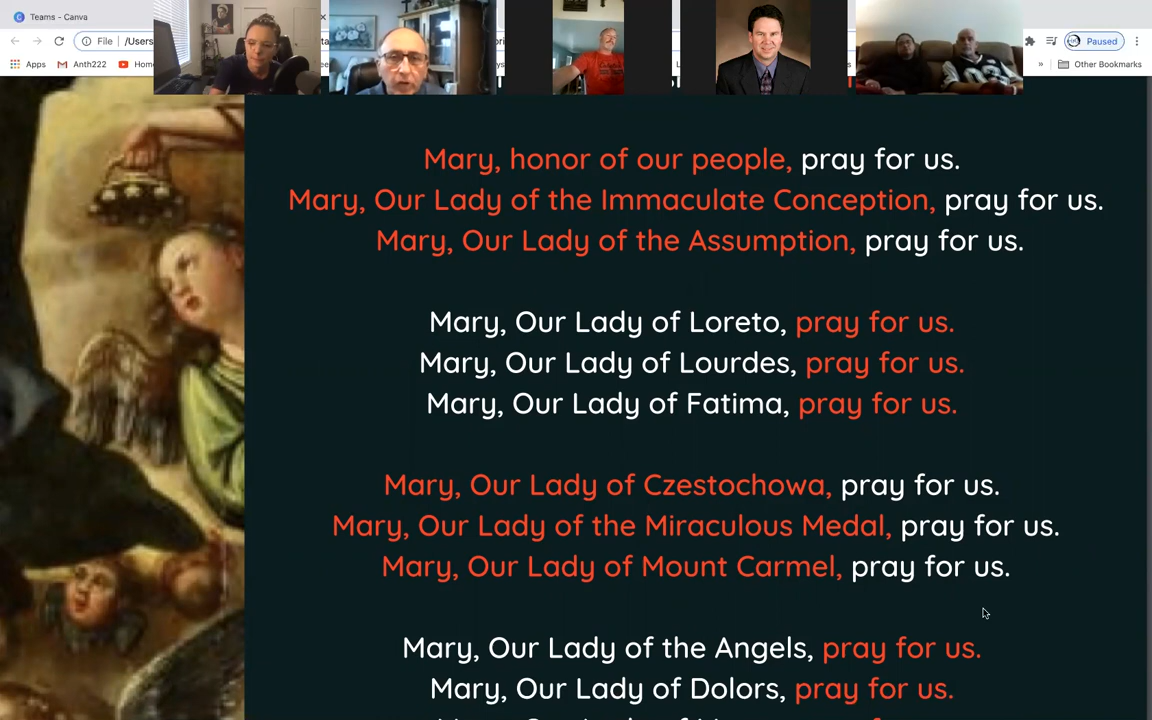 Teams - Canva
File
/Users
Paused
Apps
Anth222
Other Bookmarks
Mary, honor of our people, pray for us.
Mary, Our Lady of the Immaculate Conception, pray for us.
Mary, Our Lady of the Assumption, pray for us.
Mary, Our Lady of Loreto, pray for us.
Mary, Our Lady of Lourdes, pray for us.
Mary, Our Lady of Fatima, pray for us.
Mary, Our Lady of Czestochowa, pray for us.
Mary, Our Lady of the Miraculous Medal, pray for us.
Mary, Our Lady of Mount Carmel, pray for us.
Mary, Our Lady of the Angels, pray for us.
Mary, Our Lady of Dolors, pray for us.